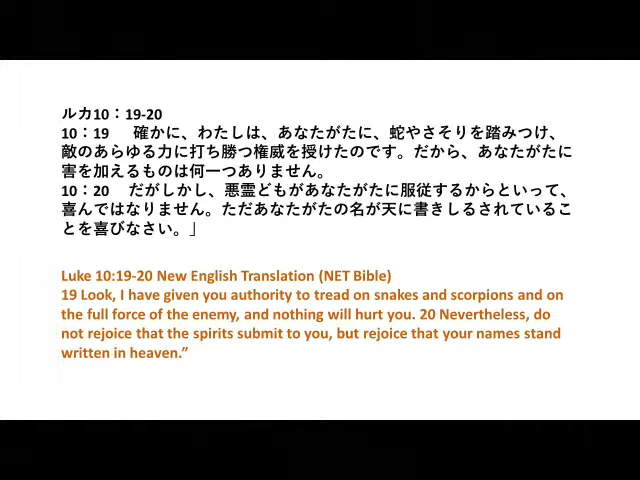 ルカ10：19-20
10：19　確かに、わたしは、あなたがたに、蛇やさそりを踏みつけ、
敵のあらゆる力に打ち勝つ権威を授けたのです。だから、あなたがたに
害を加えるものは何一つありません。
10：20　だがしかし、悪霊どもがあなたがたに服従するからといって、
喜んではなりません。ただあなたがたの名が天に書きしるされているこ
とを喜びなさい。」
Luke 10:19-20 New English Translation (NET Bible)
19 Look, I have given you authority to tread on snakes and scorpions and on
the full force of the enemy, and nothing will hurt you. 20 Nevertheless, do
not rejoice that the spirits submit to you, but rejoice that your names stand
written in heaven.”